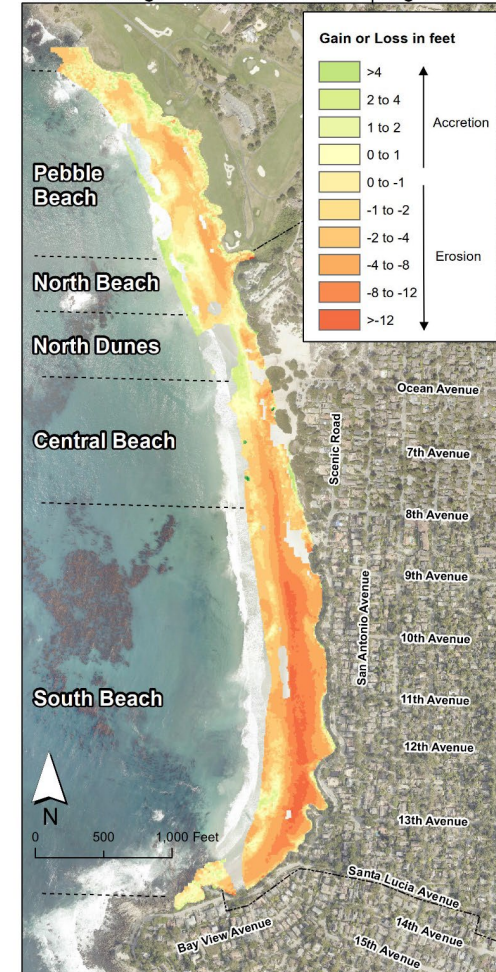 Gain or Loss in feet
>4
2 to 4
1 to 2
0 to 1
0 to -1
-1 to -2
-2 to -4
-4 to -8
-8 to -12
>-12
Accretion
Erosion
Pebble
Beach
North Beach
North Dunes
Central Beach
South Beach
Ocean Avenue
Scenic Road
7th Avenue
8th Avenue
9th Avenue
San Antonio Avenue
10th Avenue
11th Avenue
12th Avenue
13th Avenue
N
0 500 1,000 Feet
Santa Lucia Avenue
14th Avenue
Bay View Avenue
15th Avenue